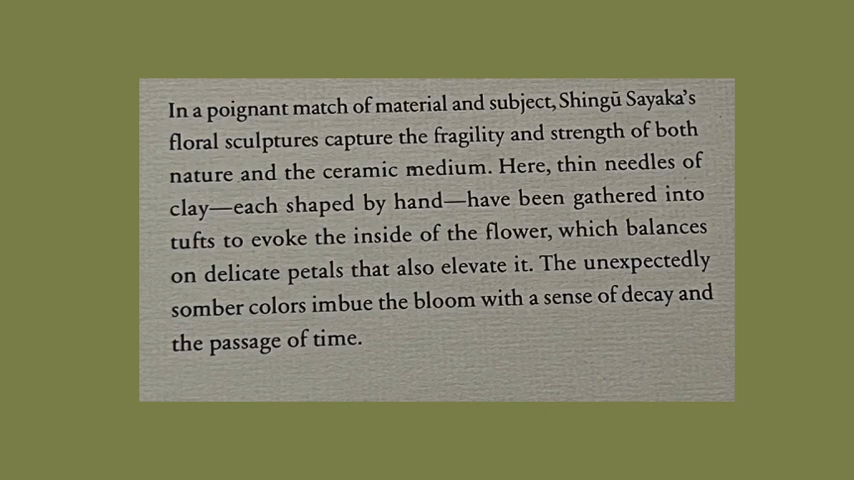 In a poignant match of material and subject, Shingū Sayaka's
floral sculptures capture the fragility and strength of both
nature and the ceramic medium. Here, thin needles of
clay—each shaped by hand—have been gathered into
tufts to evoke the inside of the flower, which balances
on delicate petals that also elevate it. The unexpectedly
somber colors imbue the bloom with a sense of decay and
the passage of time.